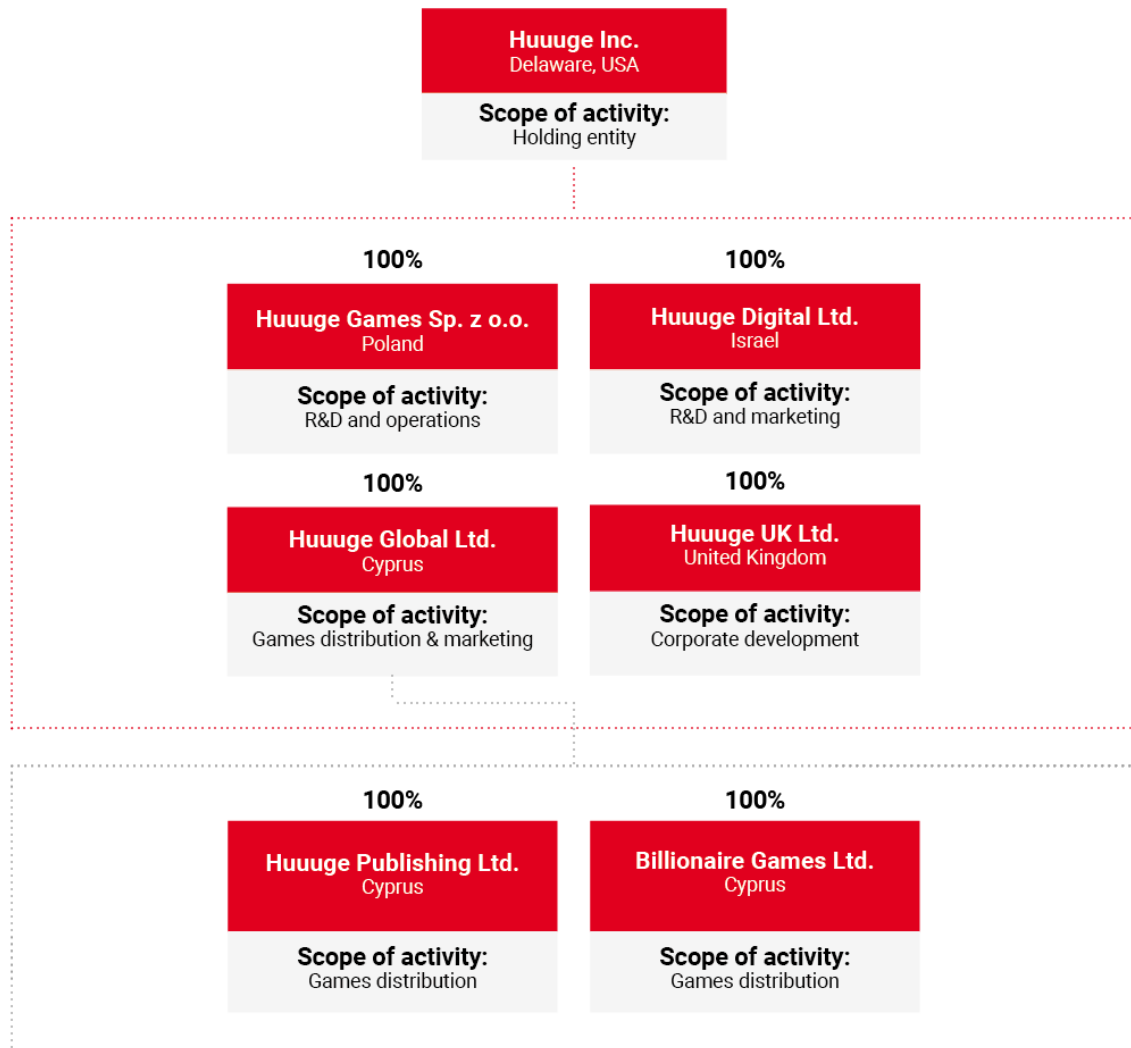 Huuuge Inc.
Delaware, USA
Scope of activity:
Holding entity
100%
Huuuge Games Sp. z o.o.
Poland
Scope of activity:
R&D and operations
100%
Huuuge Digital Ltd.
Israel
Scope of activity:
R&D and marketing
100%
Huuuge Global Ltd.
Cyprus
Scope of activity:
Games distribution & marketing
100%
Huuuge UK Ltd.
United Kingdom
Scope of activity:
Corporate development
100%
Huuuge Publishing Ltd.
Cyprus
Scope of activity:
Games distribution
100%
Billionaire Games Ltd.
Cyprus
Scope of activity:
Games distribution